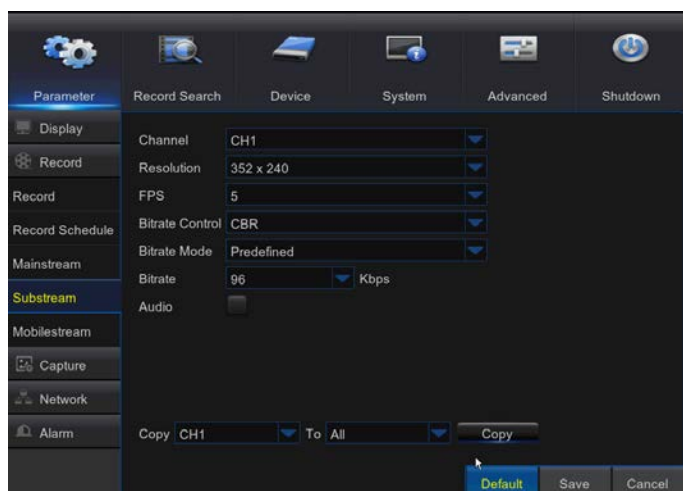 Parameter Record Search Device System Advanced Shutdown
Display
Record
Record
Record Schedule
Mainstream
Substream
Mobilestream
Capture
Network
Alarm
Channel CH1
Resolution 352 x 240
FPS 5
Bitrate Control CBR
Bitrate Mode Predefined
Bitrate 96 Kbps
Audio
Copy CH1 To All Copy
Default Save Cancel